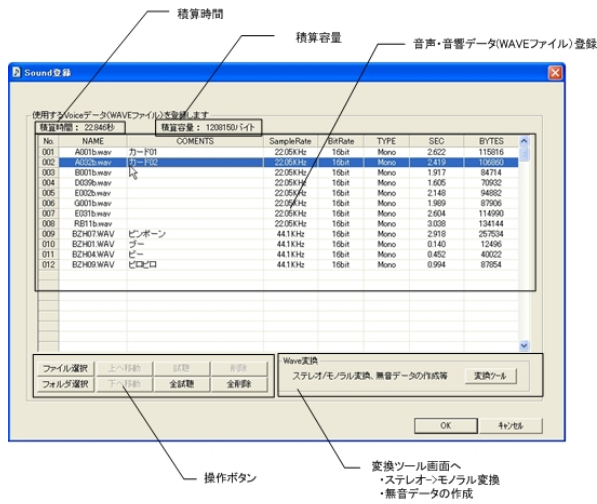 積算時間
積算容量
音声・音響データ(WAVEファイル)登録
Sound登録
使用するVoiceデータ(WAVEファイル)を登録します
積算時間： 22.846秒 積算容量： 1208150バイト
No. NAME COMENTS SampleRate BitRate TYPE SEC BYTES
001 A001b.wav カード01 22.05KHz 16bit Mono 2.622 115816
002 A032b.wav カード02 22.05KHz 16bit Mono 2.419 106860
003 B001b.wav 22.05KHz 16bit Mono 1.917 84714
004 D039b.wav 22.05KHz 16bit Mono 1.605 70932
005 E002b.wav 22.05KHz 16bit Mono 2.148 94882
006 G001b.wav 22.05KHz 16bit Mono 1.989 87906
007 E031b.wav 22.05KHz 16bit Mono 2.604 114990
008 RB11b.wav 22.05KHz 16bit Mono 3.038 134144
009 BZH07.WAV ピンポーン 44.1KHz 16bit Mono 2.918 257534
010 BZH01.WAV ブー 44.1KHz 16bit Mono 0.140 12496
011 BZH04.WAV ピー 44.1KHz 16bit Mono 0.452 40022
012 BZH09.WAV ピロピロ 44.1KHz 16bit Mono 0.994 87854
ファイル選択 上へ移動 試聴 削除
フォルダ選択 下へ移動 全試聴 全削除
Wave変換
ステレオ/モノラル変換、無音データの作成等 変換ツール
OK キャンセル
操作ボタン
変換ツール画面へ
・ステレオ->モノラル変換
・無音データの作成